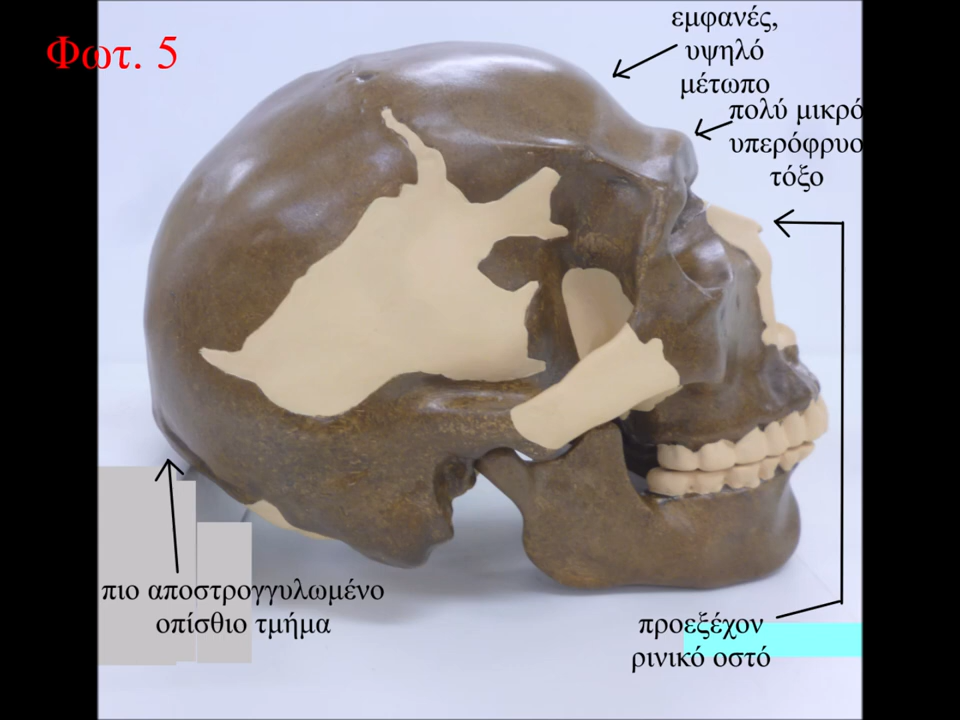 Φωτ. 5
εμφανές,
υψηλό
μέτωπο
πολύ μικρό
υπερόφρυο
τόξο
πιο αποστρογγυλωμένο
οπίσθιο τμήμα
προεξέχον
ρινικό οστό